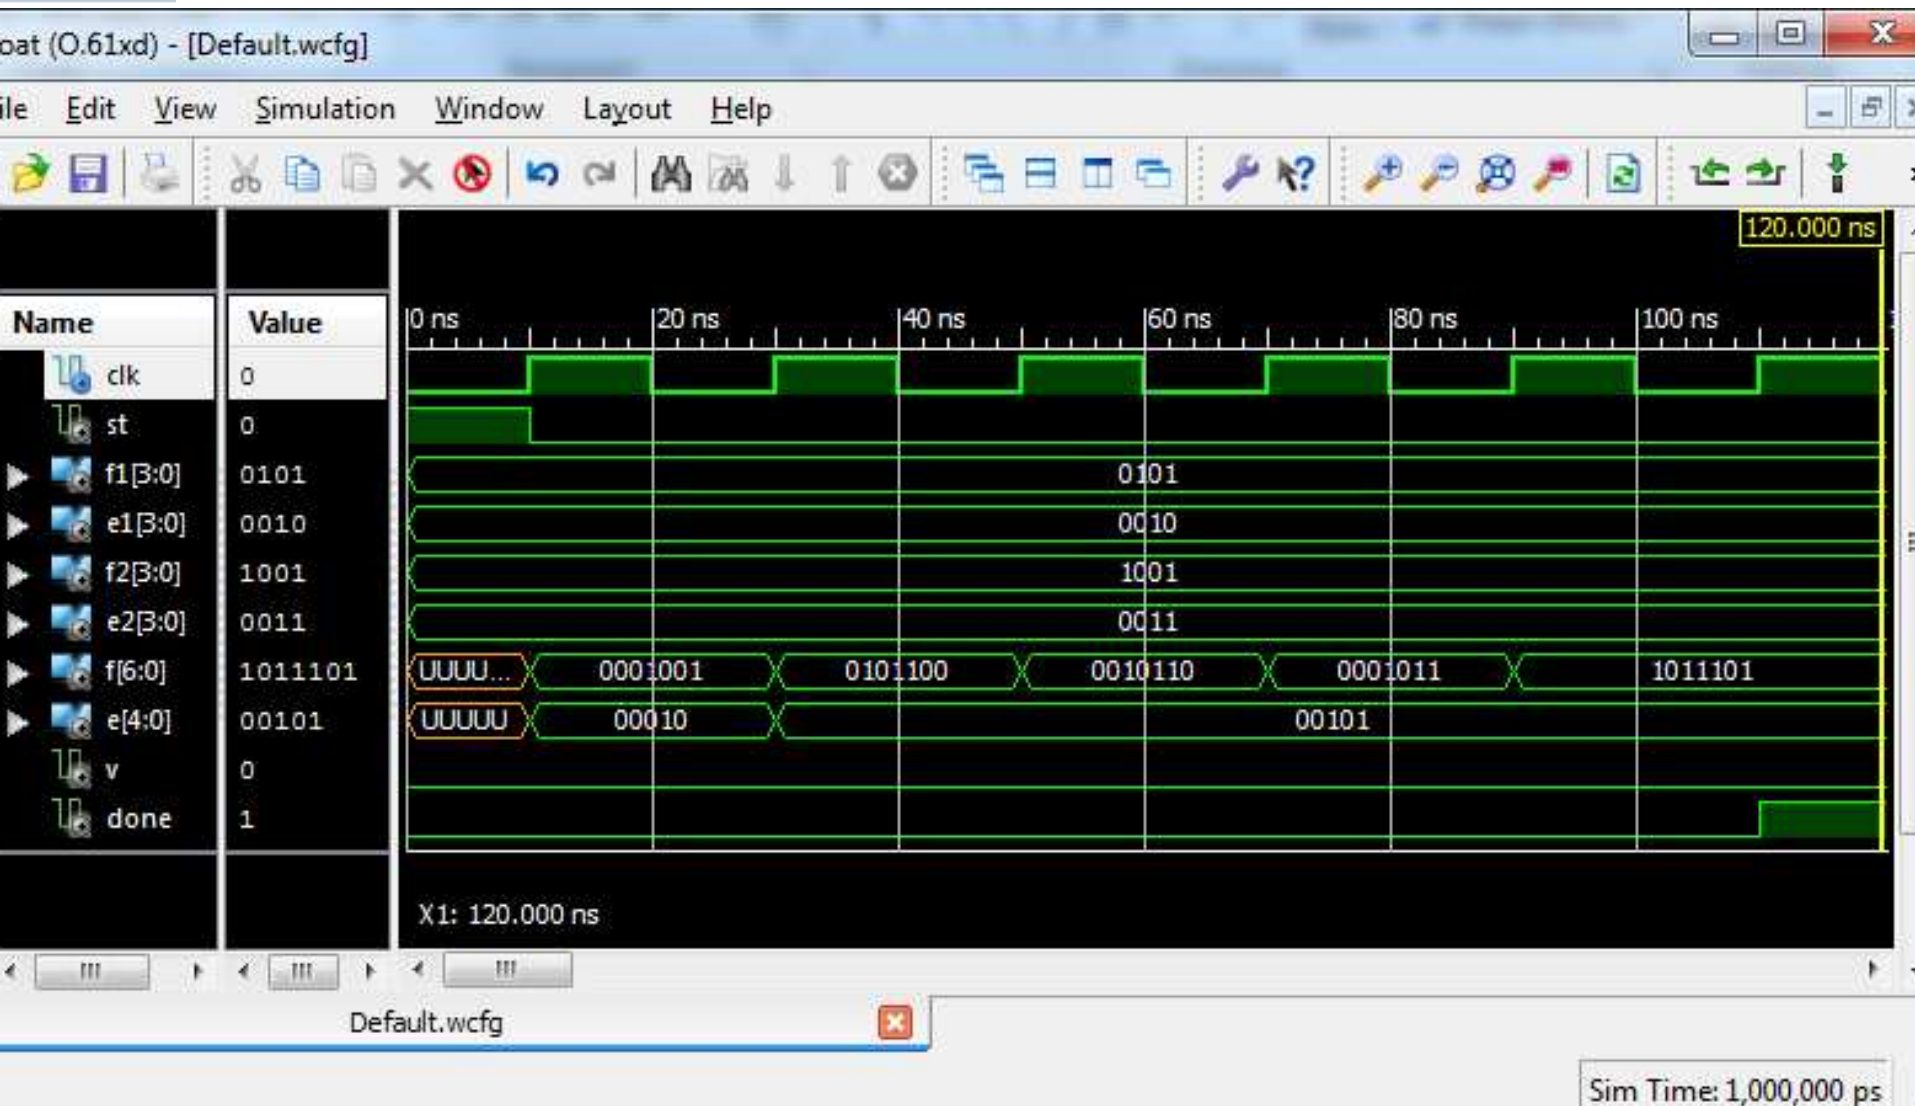 oat (O.61xd) - [Default.wcfg]
ile Edit View Simulation Window Layout Help
120.000 ns
Name Value 0 ns 20 ns 40 ns 60 ns 80 ns 100 ns
clk 0
st 0
f1[3:0] 0101 0101
e1[3:0] 0010 0010
f2[3:0] 1001 1001
e2[3:0] 0011 0011
f[6:0] 1011101 UUUU... 0001001 0101100 0010110 0001011 1011101
e[4:0] 00101 UUUUU 00010 00101
v 0
done 1
X1: 120.000 ns
Default.wcfg
Sim Time: 1,000,000 ps